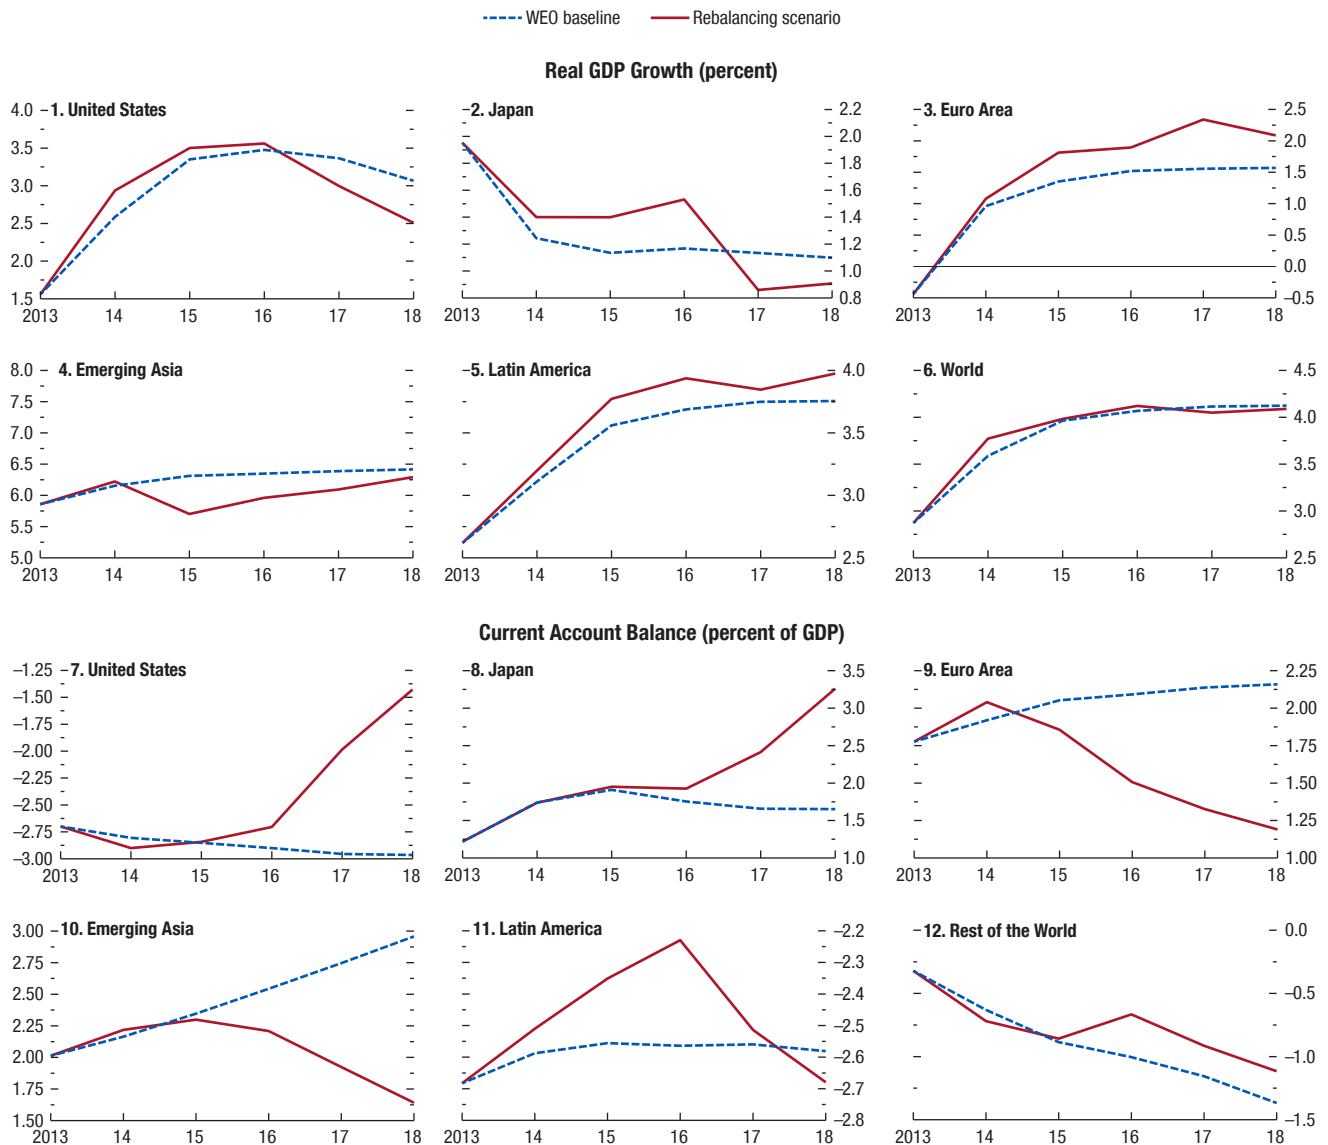 WEO baseline Rebalancing scenario
Real GDP Growth (percent)
1. United States
4.0
3.5
3.0
2.5
2.0
1.5
2013 14 15 16 17 18
2. Japan
2.2
2.0
1.8
1.6
1.4
1.2
1.0
0.8
2013 14 15 16 17 18
3. Euro Area
2.5
2.0
1.5
1.0
0.5
0.0
–0.5
2013 14 15 16 17 18
4. Emerging Asia
8.0
7.5
7.0
6.5
6.0
5.5
5.0
2013 14 15 16 17 18
5. Latin America
4.0
3.5
3.0
2.5
2013 14 15 16 17 18
6. World
4.5
4.0
3.5
3.0
2.5
2013 14 15 16 17 18
Current Account Balance (percent of GDP)
7. United States
–1.25
–1.50
–1.75
–2.00
–2.25
–2.50
–2.75
–3.00
2013 14 15 16 17 18
8. Japan
3.5
3.0
2.5
2.0
1.5
1.0
2013 14 15 16 17 18
9. Euro Area
2.25
2.00
1.75
1.50
1.25
1.00
2013 14 15 16 17 18
10. Emerging Asia
3.00
2.75
2.50
2.25
2.00
1.75
1.50
2013 14 15 16 17 18
11. Latin America
–2.2
–2.3
–2.4
–2.5
–2.6
–2.7
–2.8
2013 14 15 16 17 18
12. Rest of the World
0.0
–0.5
–1.0
–1.5
2013 14 15 16 17 18